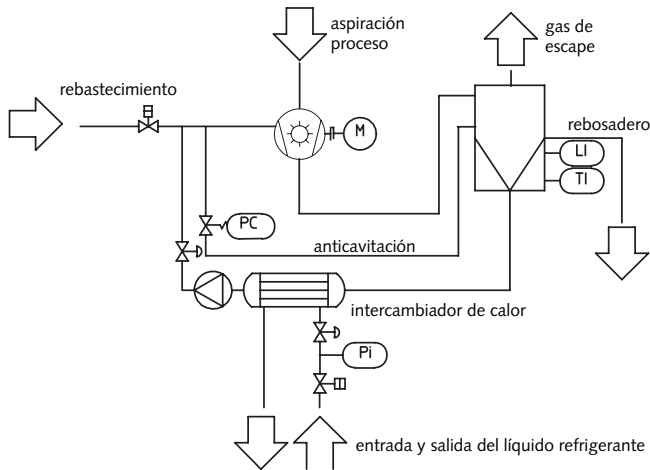 aspiración
proceso
gas de
escape
rebastecimiento
rebosadero
M
LI
TI
PC
anticavitación
intercambiador de calor
Pi
entrada y salida del líquido refrigerante